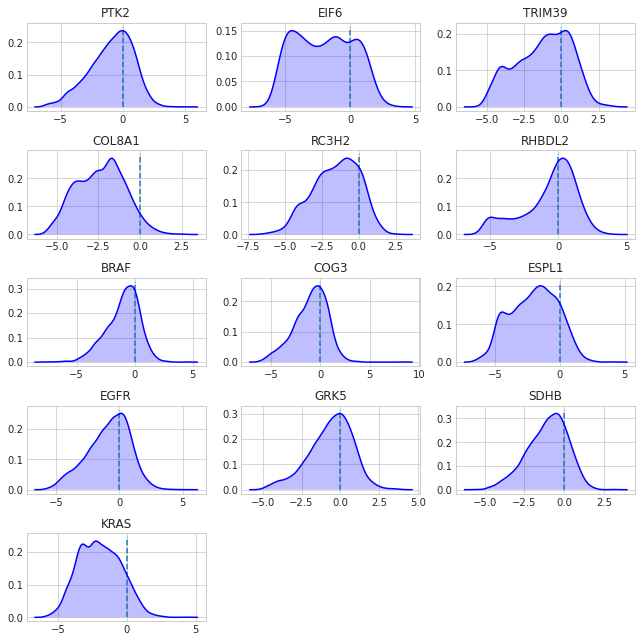 PTK2 EIF6 TRIM39
0.2 0.1 0.0
−5 0 5
0.15 0.10 0.05 0.00
−5 0 5
0.2 0.1 0.0
−5.0 −2.5 0.0 2.5
COL8A1 RC3H2 RHBDL2
0.2 0.1 0.0
−5.0 −2.5 0.0 2.5
0.2 0.1 0.0
−7.5 −5.0 −2.5 0.0 2.5
0.2 0.1 0.0
−5 0 5
BRAF COG3 ESPL1
0.3 0.2 0.1 0.0
−5 0 5
0.2 0.1 0.0
−5 0 5 10
0.2 0.1 0.0
−5 0 5
EGFR GRK5 SDHB
0.2 0.1 0.0
−5 0 5
0.3 0.2 0.1 0.0
−5.0 −2.5 0.0 2.5 5.0
0.3 0.2 0.1 0.0
−5.0 −2.5 0.0 2.5
KRAS
0.2 0.1 0.0
−5 0 5